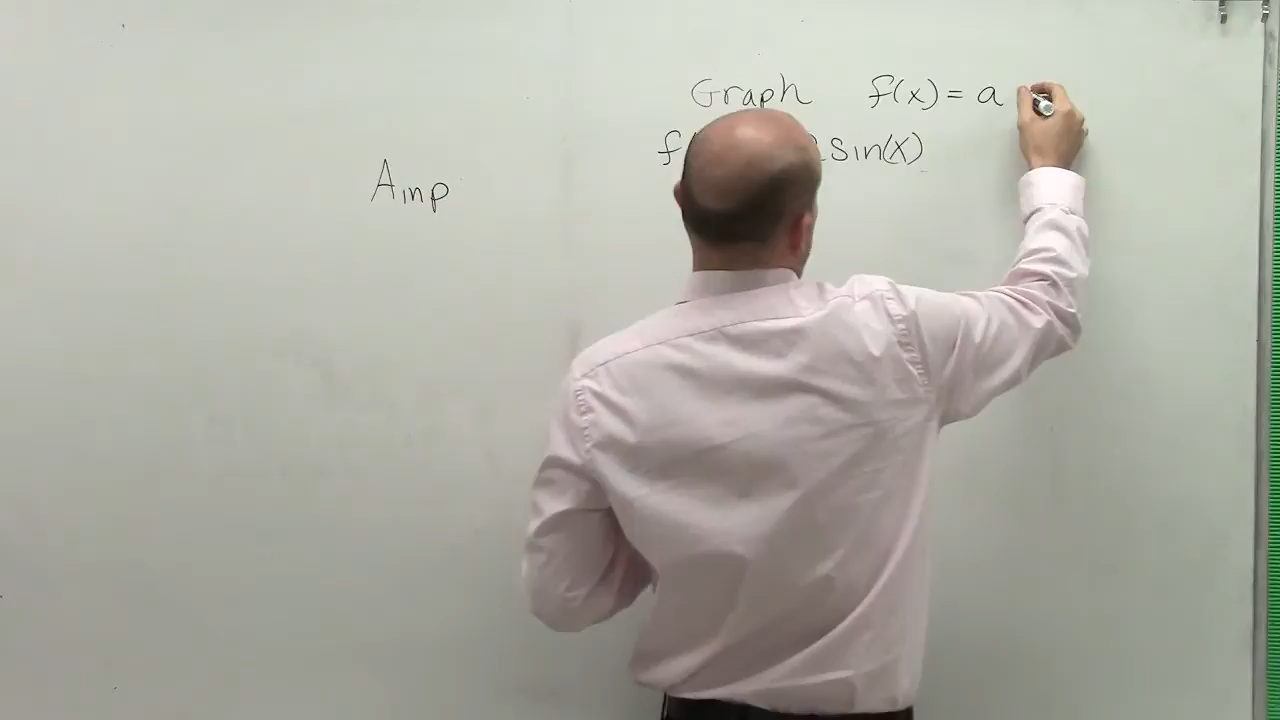 Graph f(x) = a
f( sin(x)
Amp